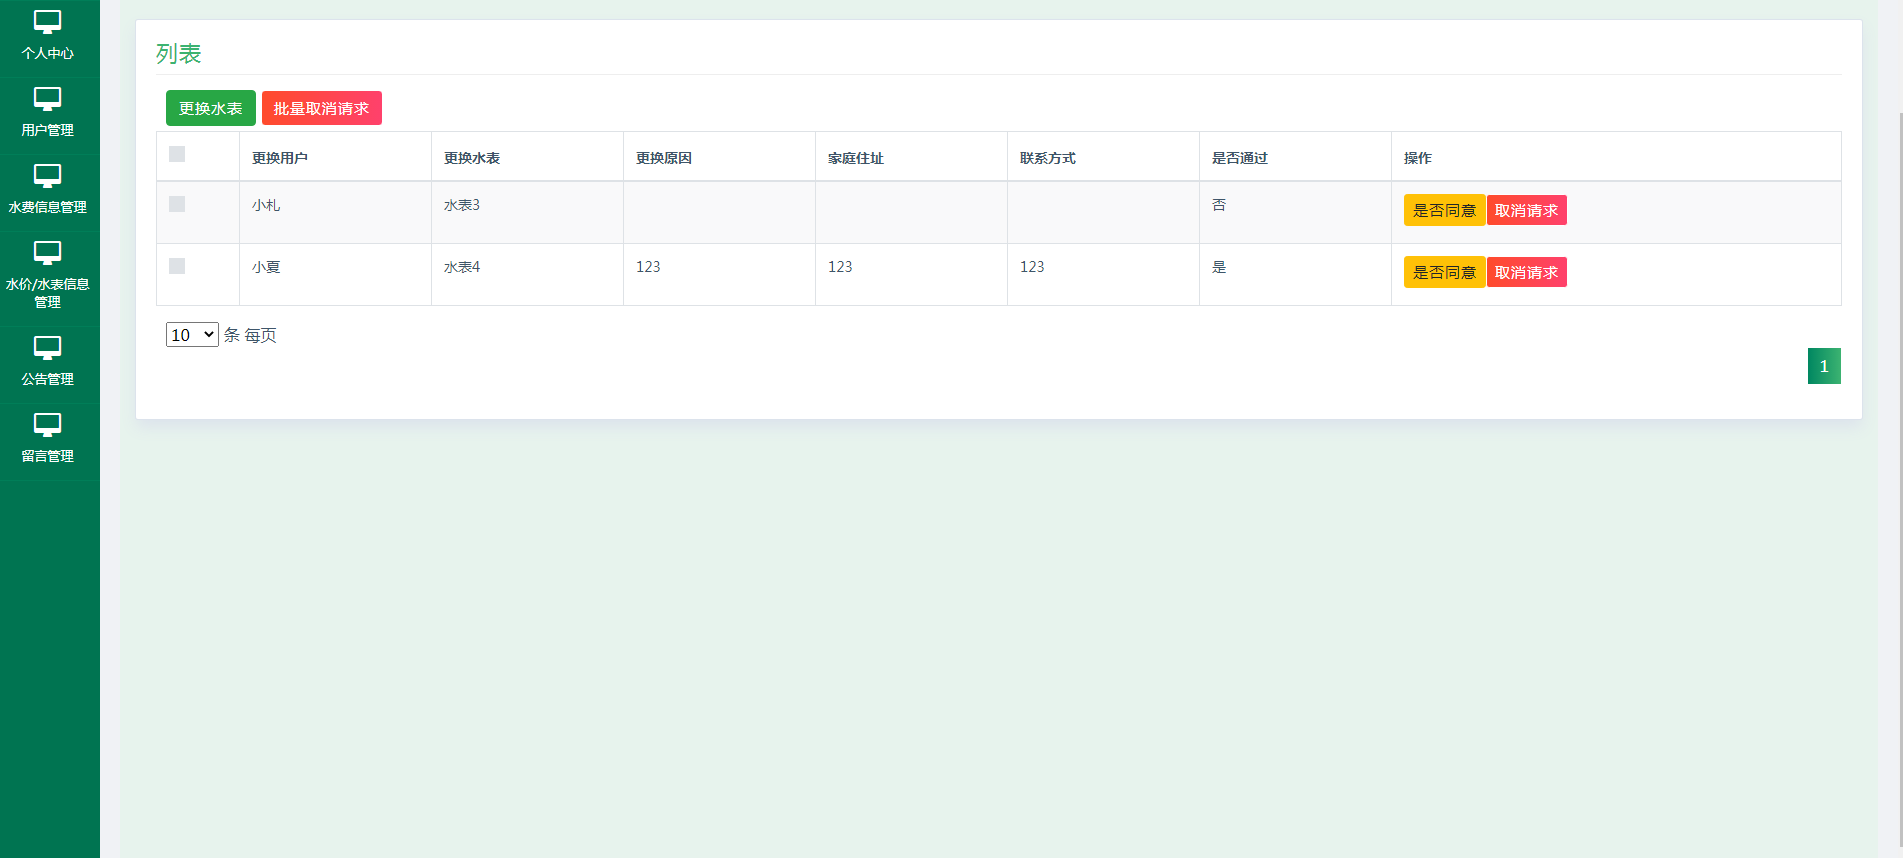 个人中心
用户管理
水费信息管理
水价/水表信息
管理
公告管理
留言管理
列表
更换水表 批量取消请求
更换用户 更换水表 更换原因 家庭住址 联系方式 是否通过 操作
小札 水表3 否 是否同意 取消请求
小夏 水表4 123 123 123 是 是否同意 取消请求
10 条 每页
1